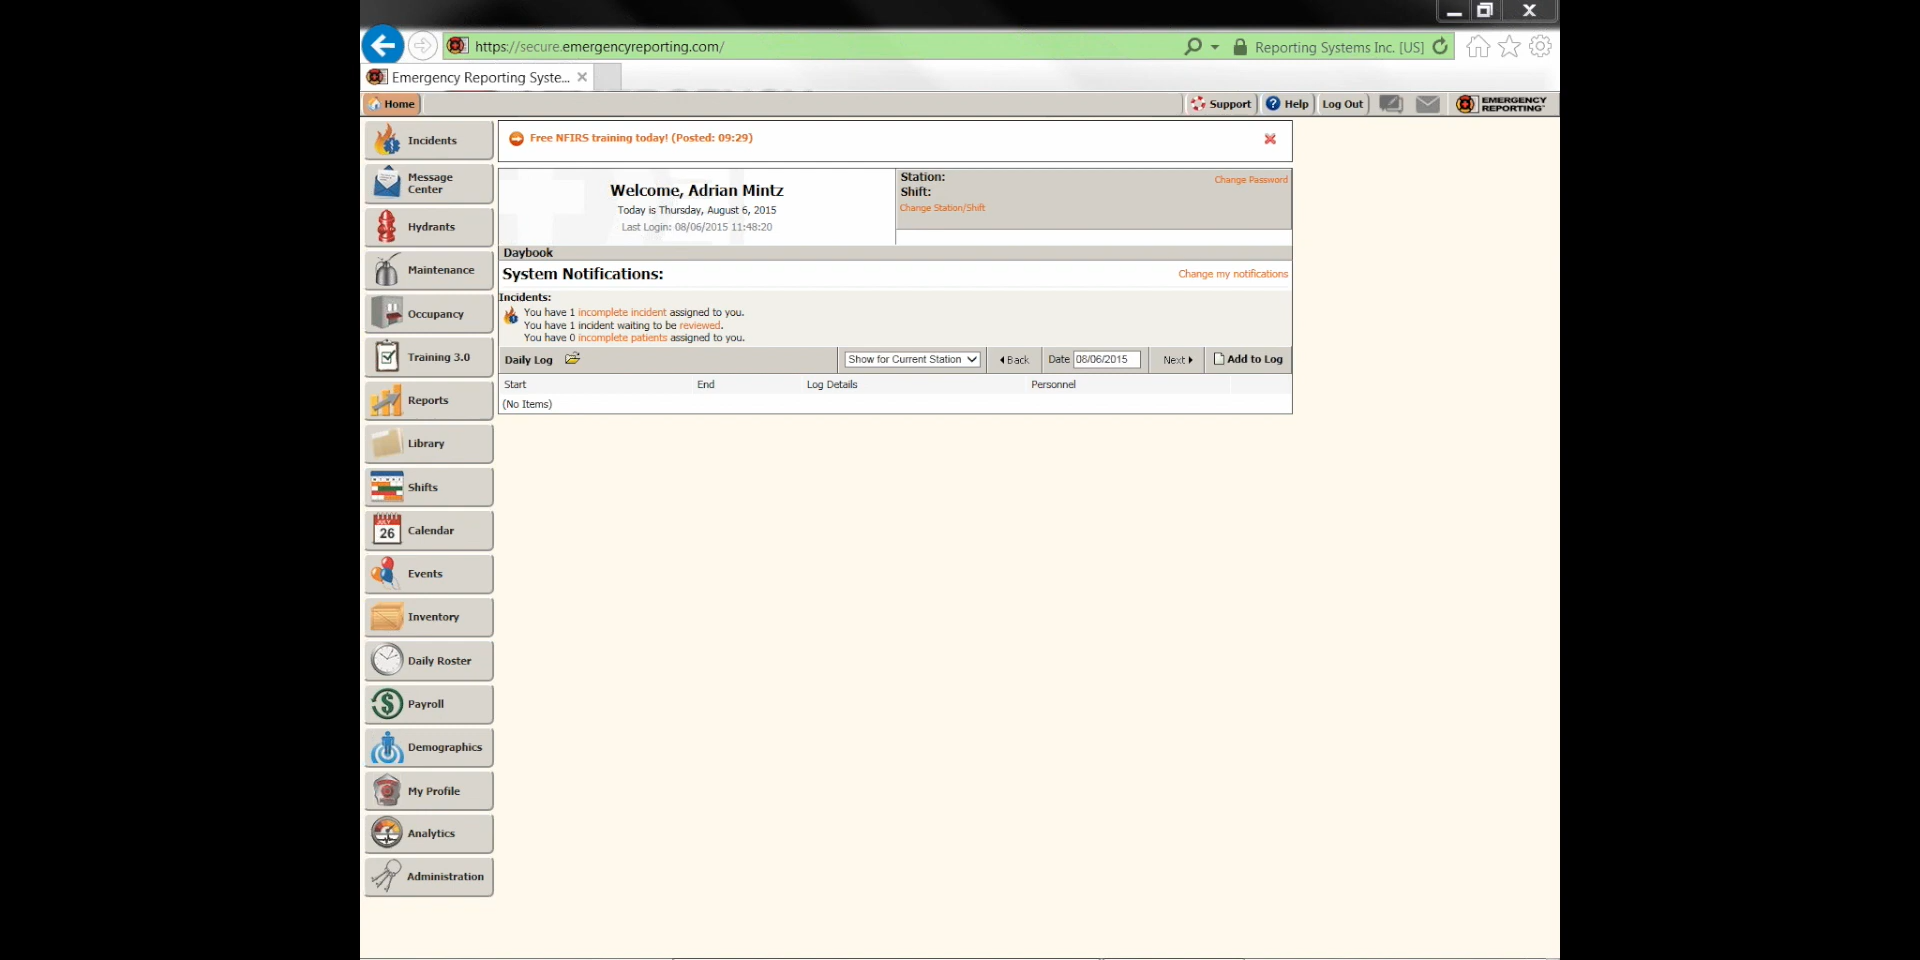 https://secure.emergencyreporting.com/
Reporting Systems Inc. [US]
Emergency Reporting Syste...
Home
Support
Help
Log Out
EMERGENCY
REPORTING
Incidents
Message
Center
Hydrants
Maintenance
Occupancy
Training 3.0
Reports
Library
Shifts
JULY
26
Calendar
Events
Inventory
Daily Roster
Payroll
Demographics
My Profile
Analytics
Administration
Free NFIRS training today! (Posted: 09:29)
Welcome, Adrian Mintz
Today is Thursday, August 6, 2015
Last Login: 08/06/2015 11:48:20
Station:
Shift:
Change Station/Shift
Change Password
Daybook
System Notifications:
Change my notifications
Incidents:
You have 1 incomplete incident assigned to you.
You have 1 incident waiting to be reviewed.
You have 0 incomplete patients assigned to you.
Daily Log
Show for Current Station
Back
Date 08/06/2015
Next
Add to Log
Start End Log Details Personnel
(No Items)